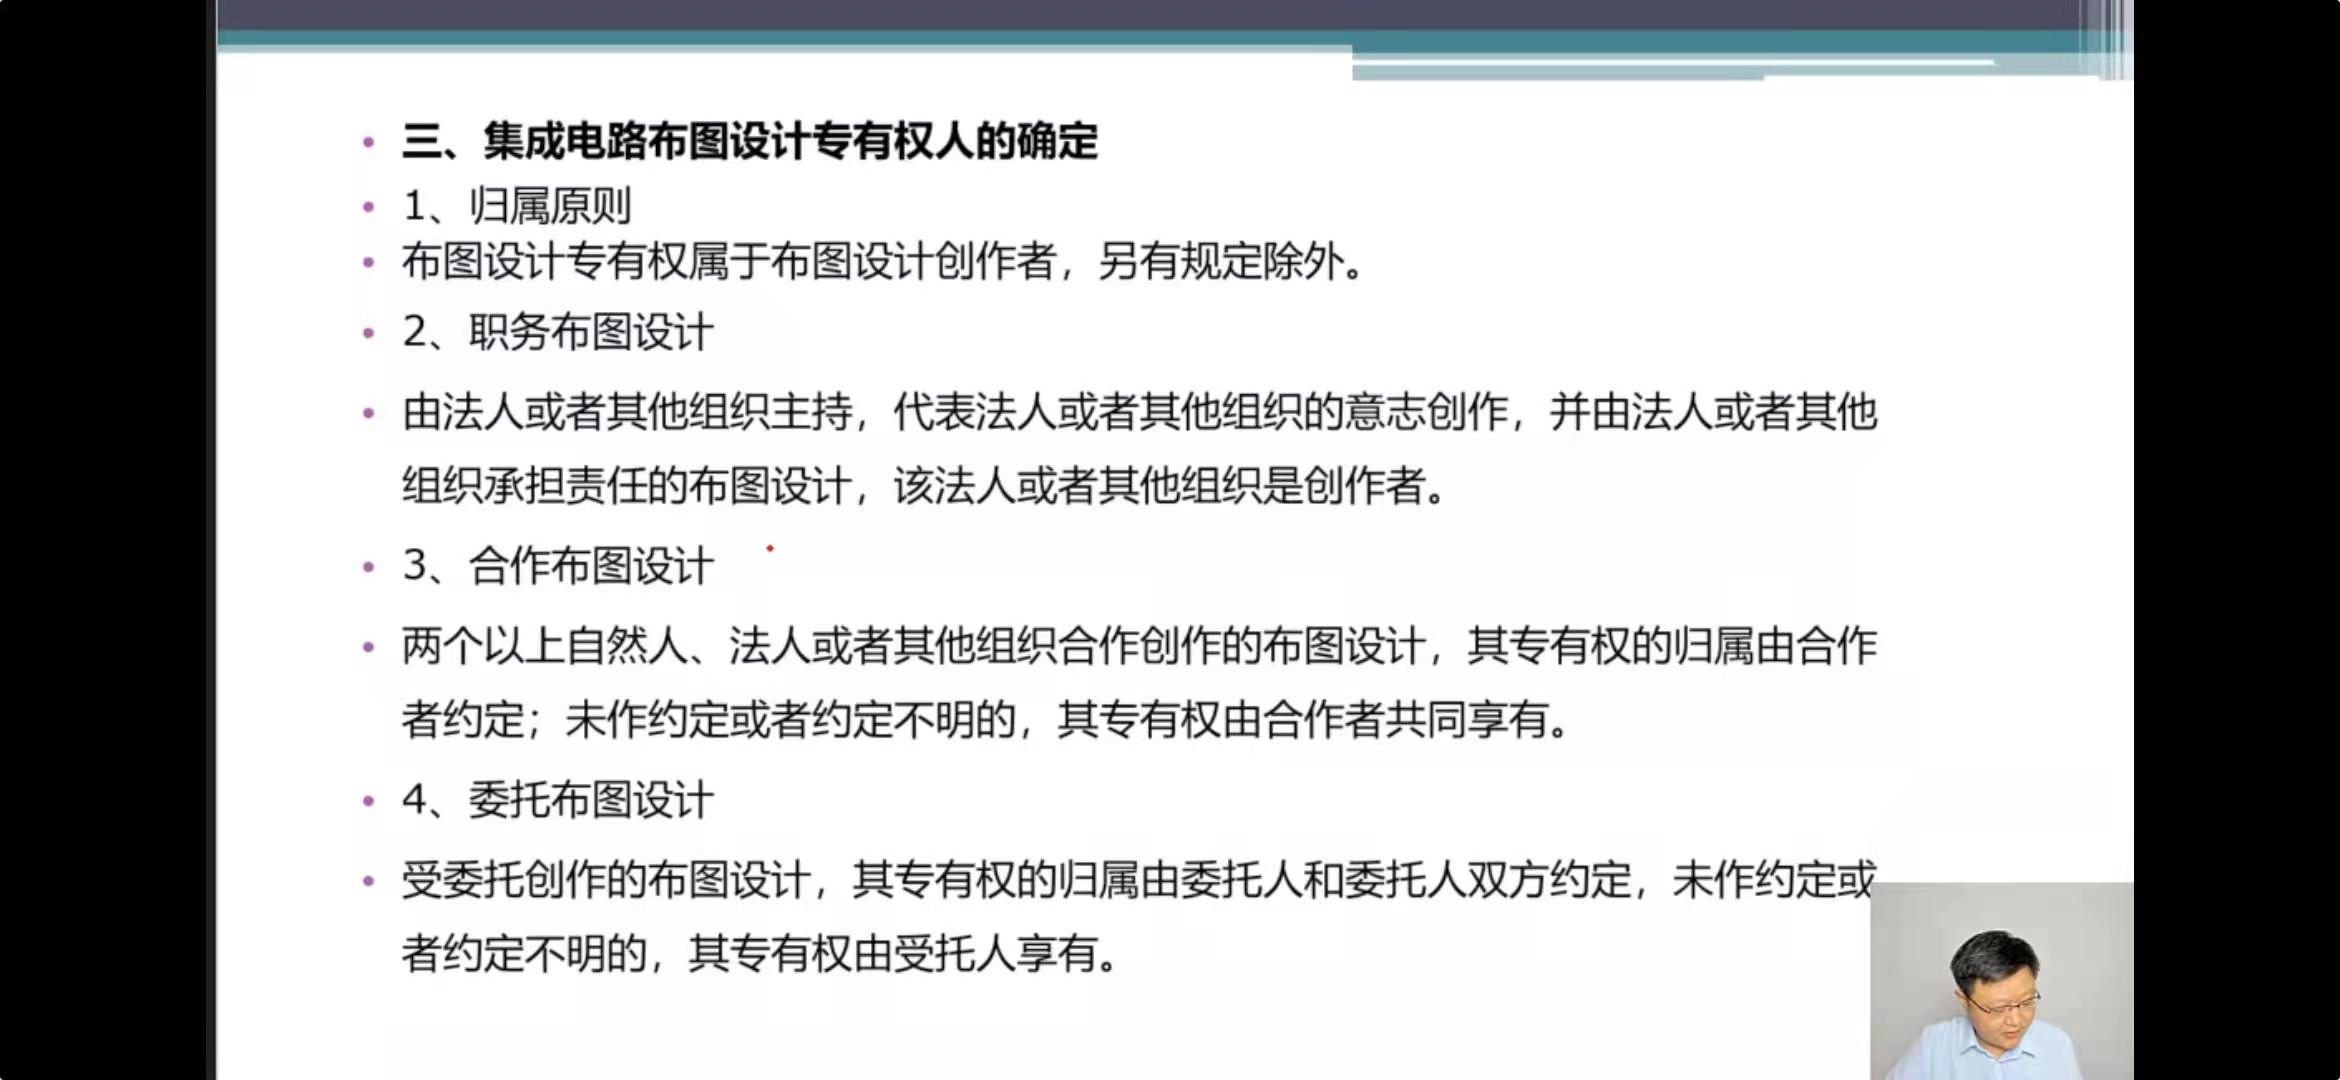 三、集成电路布图设计专有权人的确定
1、归属原则
布图设计专有权属于布图设计创作者，另有规定除外。
2、职务布图设计
由法人或者其他组织主持，代表法人或者其他组织的意志创作，并由法人或者其他
组织承担责任的布图设计，该法人或者其他组织是创作者。
3、合作布图设计
两个以上自然人、法人或者其他组织合作创作的布图设计，其专有权的归属由合作
者约定；未作约定或者约定不明的，其专有权由合作者共同享有。
4、委托布图设计
受委托创作的布图设计，其专有权的归属由委托人和委托人双方约定，未作约定或
者约定不明的，其专有权由受托人享有。